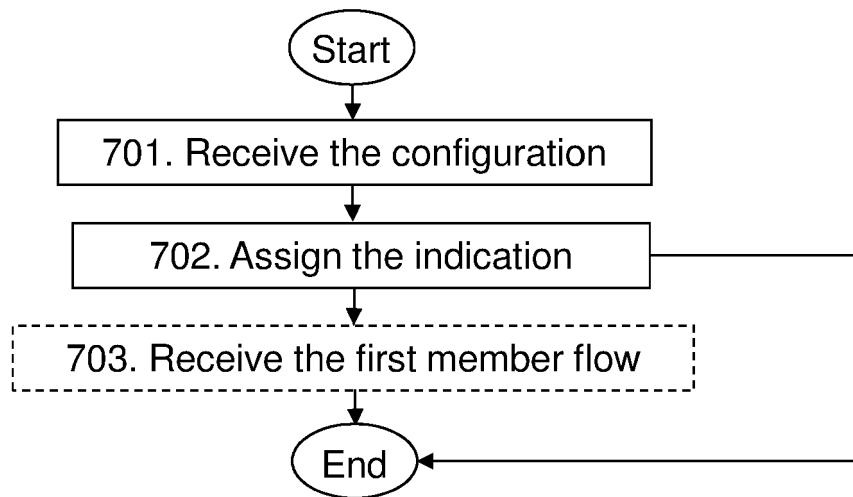 Start
701. Receive the configuration
702. Assign the indication
703. Receive the first member flow
End